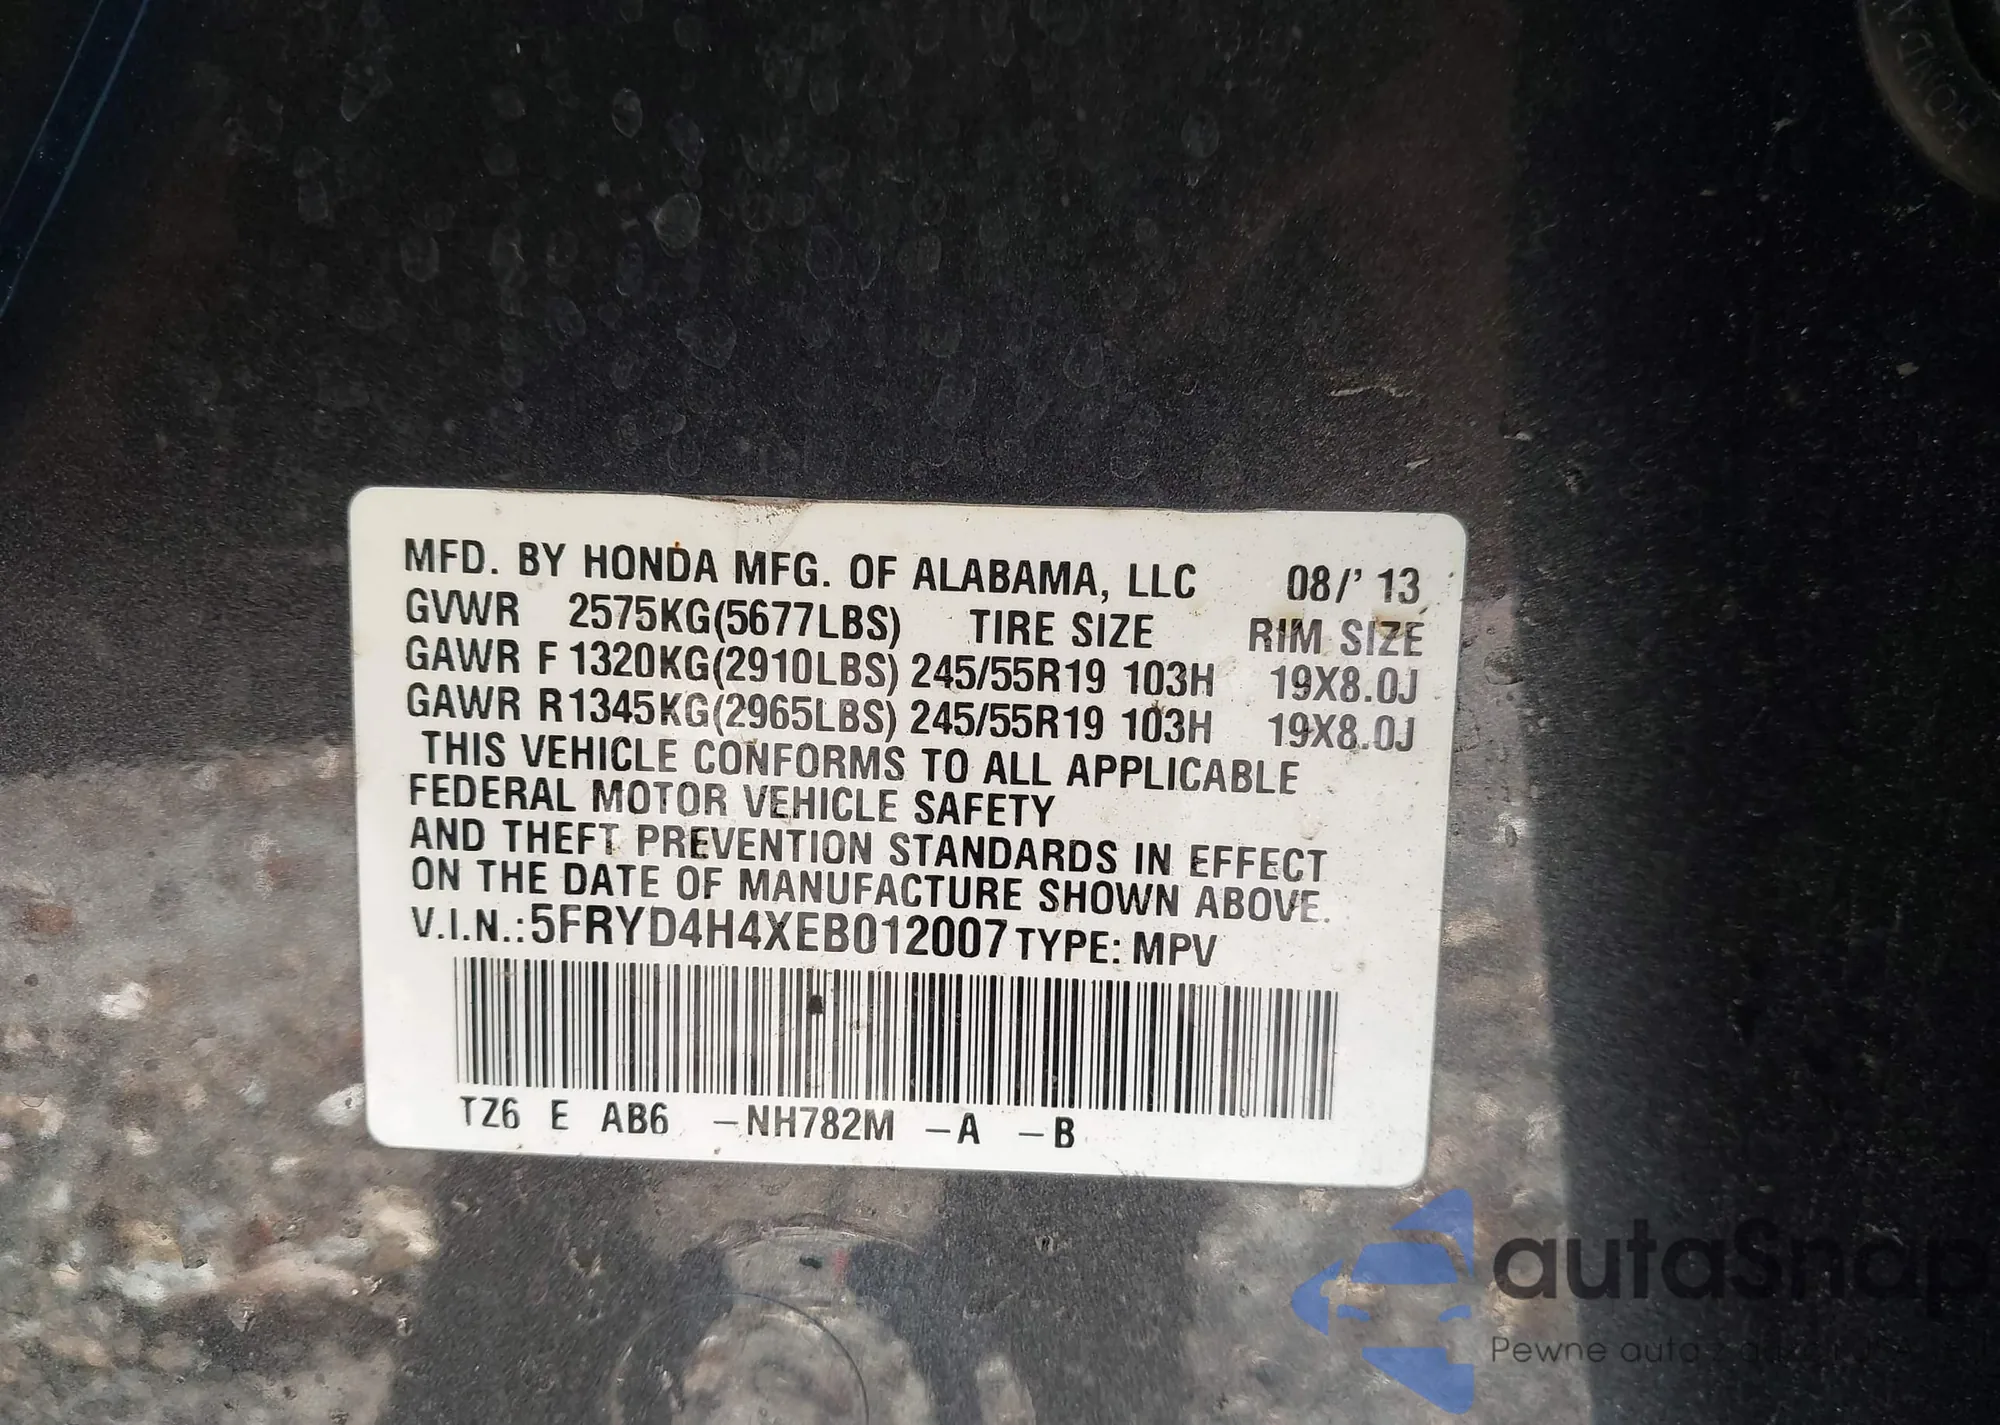 HONDA
MFD. BY HONDA MFG. OF ALABAMA, LLC 08/' 13
GVWR 2575KG(5677LBS) TIRE SIZE RIM SIZE
GAWR F 1320KG(2910LBS) 245/55R19 103H 19X8.0J
GAWR R1345KG(2965LBS) 245/55R19 103H 19X8.0J
THIS VEHICLE CONFORMS TO ALL APPLICABLE
FEDERAL MOTOR VEHICLE SAFETY
AND THEFT PREVENTION STANDARDS IN EFFECT
ON THE DATE OF MANUFACTURE SHOWN ABOVE.
V.I.N.:5FRYD4H4XEB012007 TYPE: MPV
TZ6 E AB6 -NH782M -A -B
autaSnap
Pewne auta